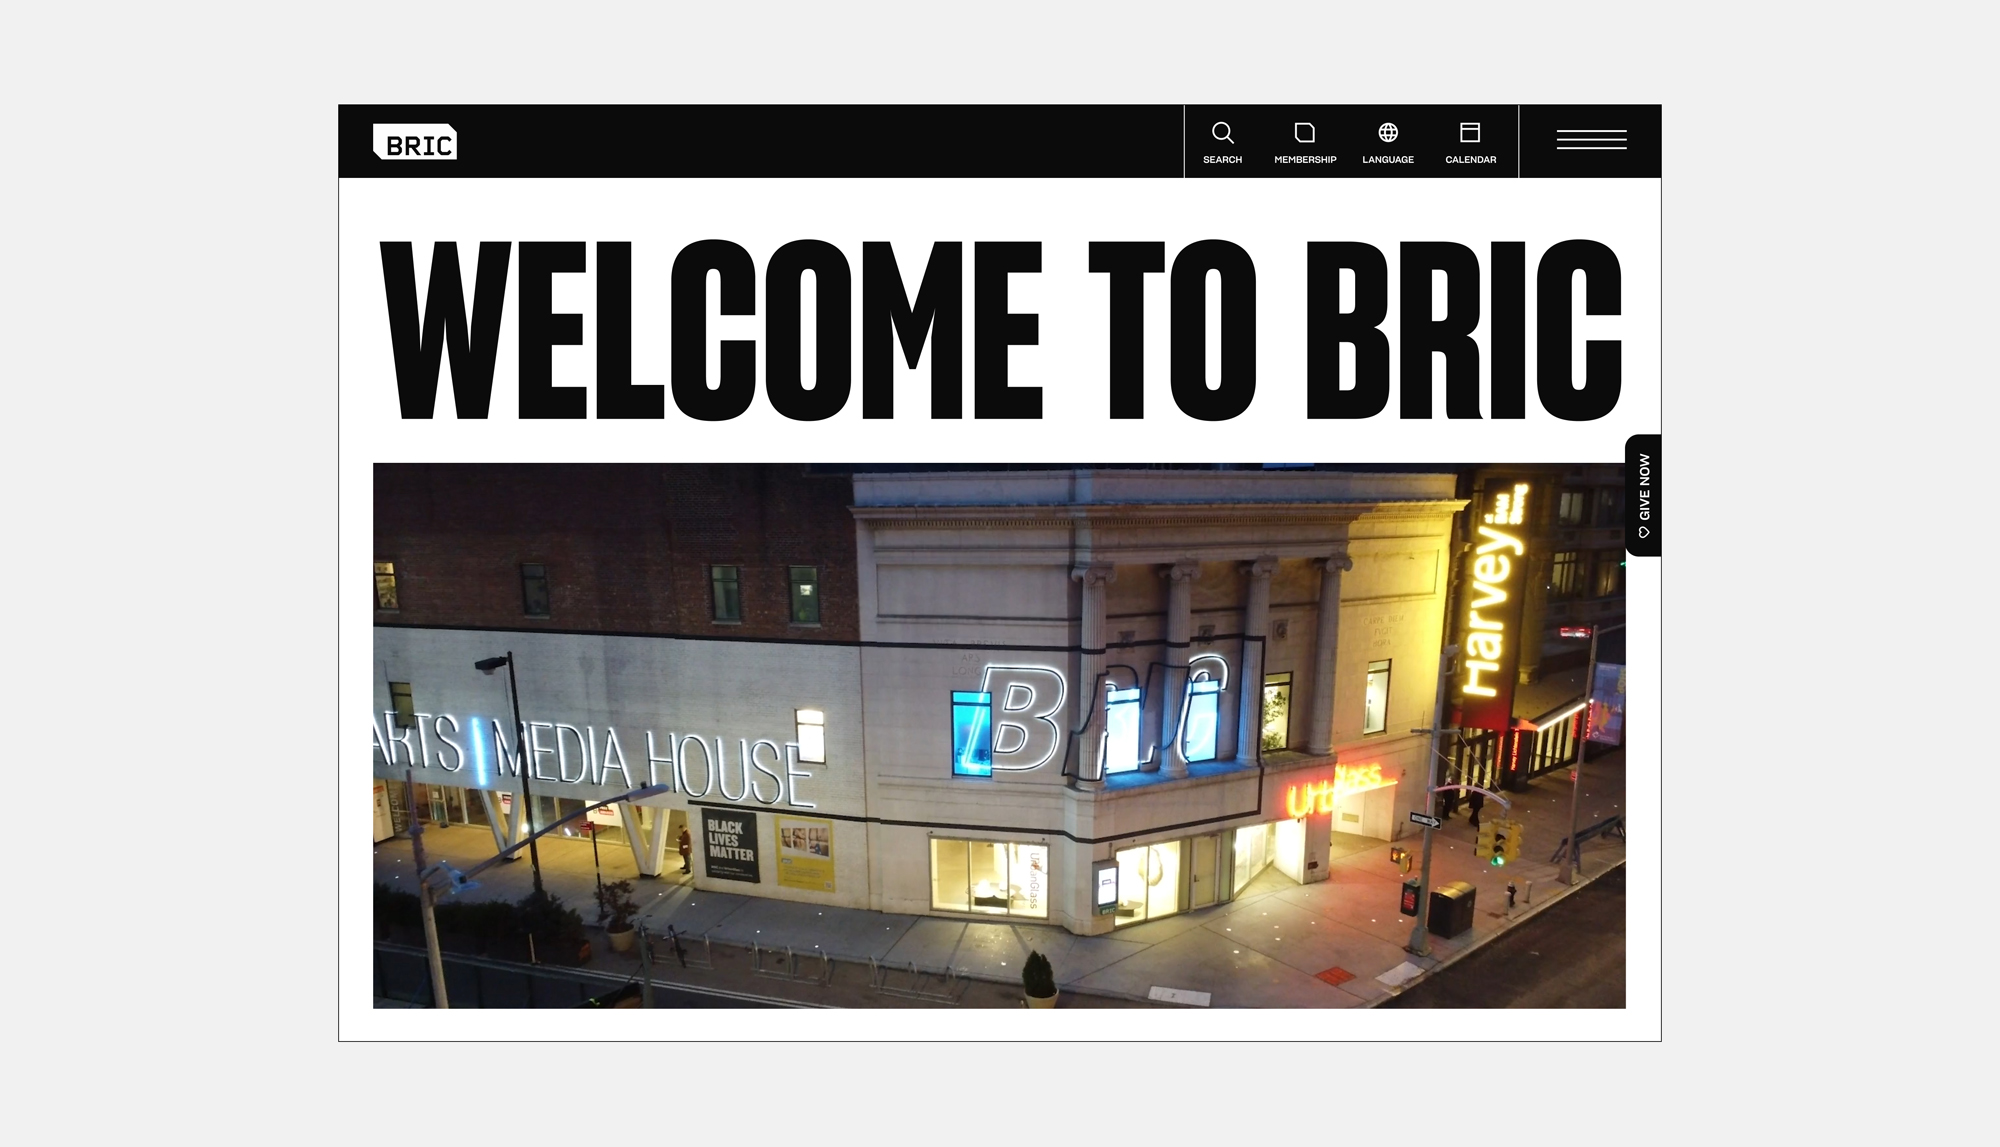 BRIC
SEARCH
MEMBERSHIP
LANGUAGE
CALENDAR
WELCOME TO BRIC
GIVE NOW
Harvey
ARTS | MEDIA HOUSE
BRIC
BLACK
LIVES
MATTER
UrbanGlass
BRIC